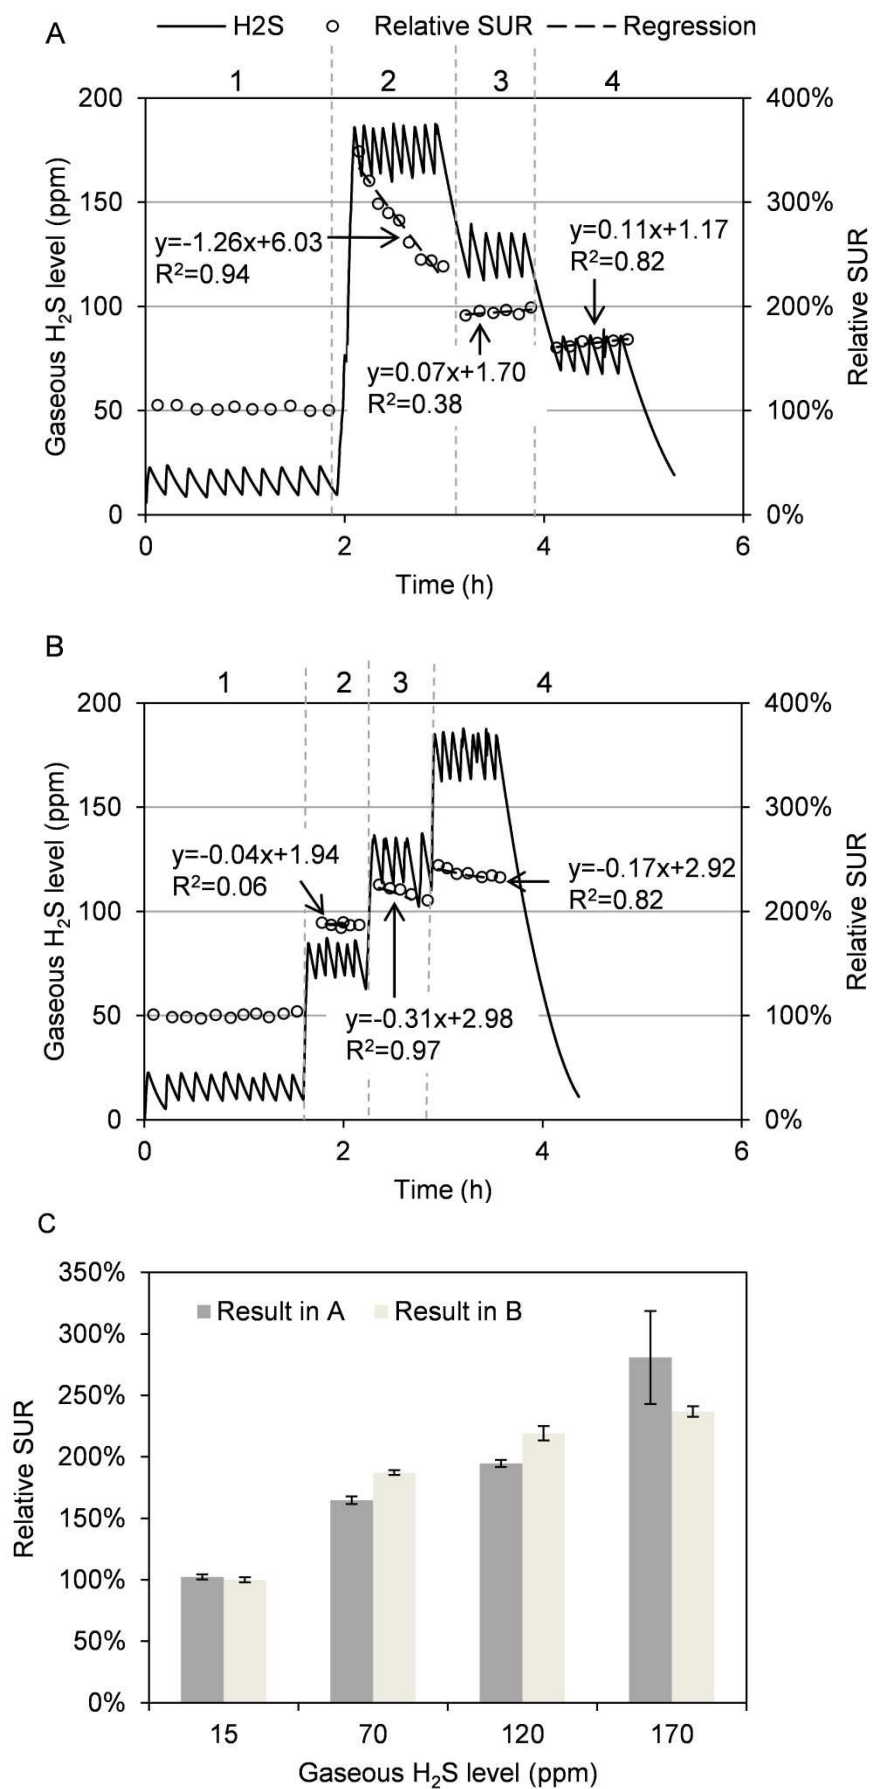 A
H2S Relative SUR Regression
1 2 3 4
200 400%
150 300%
100 200%
50 100%
0 0%
0 2 4 6
Gaseous H₂S level (ppm)
Relative SUR
Time (h)
y=-1.26x+6.03
R²=0.94
y=0.07x+1.70
R²=0.38
y=0.11x+1.17
R²=0.82
B
1 2 3 4
200 400%
150 300%
100 200%
50 100%
0 0%
0 2 4 6
Gaseous H₂S level (ppm)
Relative SUR
Time (h)
y=-0.04x+1.94
R²=0.06
y=-0.31x+2.98
R²=0.97
y=-0.17x+2.92
R²=0.82
C
Result in A Result in B
350%
300%
250%
200%
150%
100%
50%
0%
Relative SUR
15 70 120 170
Gaseous H₂S level (ppm)